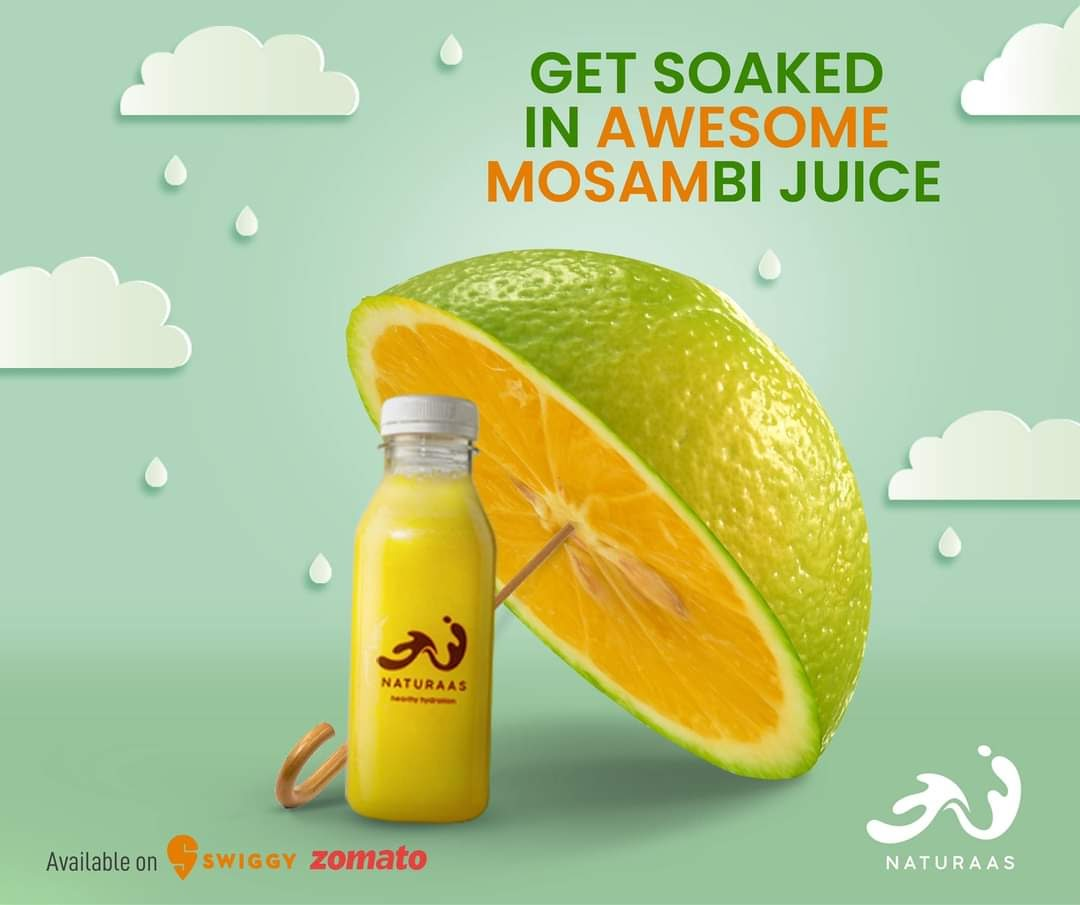 GET SOAKED
IN AWESOME
MOSAMBI JUICE
NATURAAS
healthy hydration
Available on SWIGGY zomato
NATURAAS